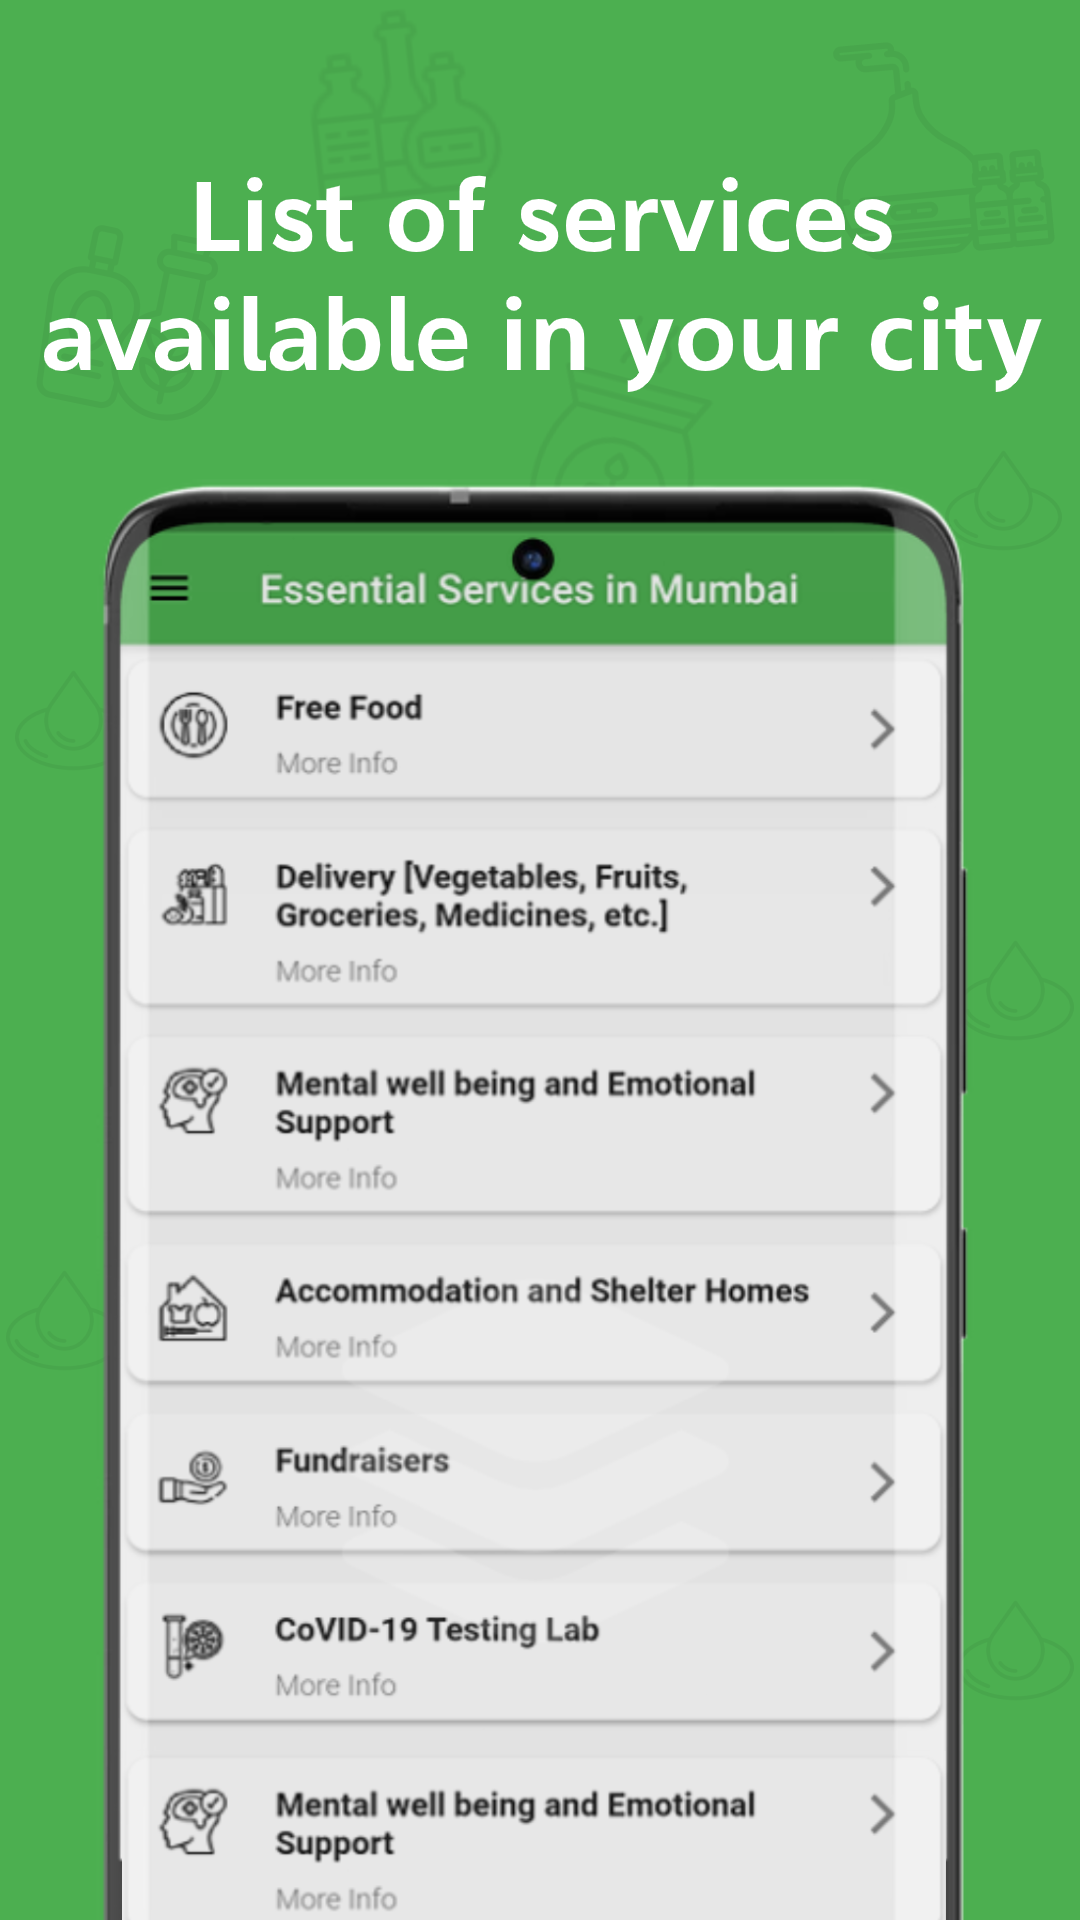 List of services
available in your city
Essential Services in Mumbai
Free Food
More Info
Delivery [Vegetables, Fruits,
Groceries, Medicines, etc.]
More Info
Mental well being and Emotional
Support
More Info
Accommodation and Shelter Homes
More Info
Fundraisers
More Info
CoVID-19 Testing Lab
More Info
Mental well being and Emotional
Support
More Info